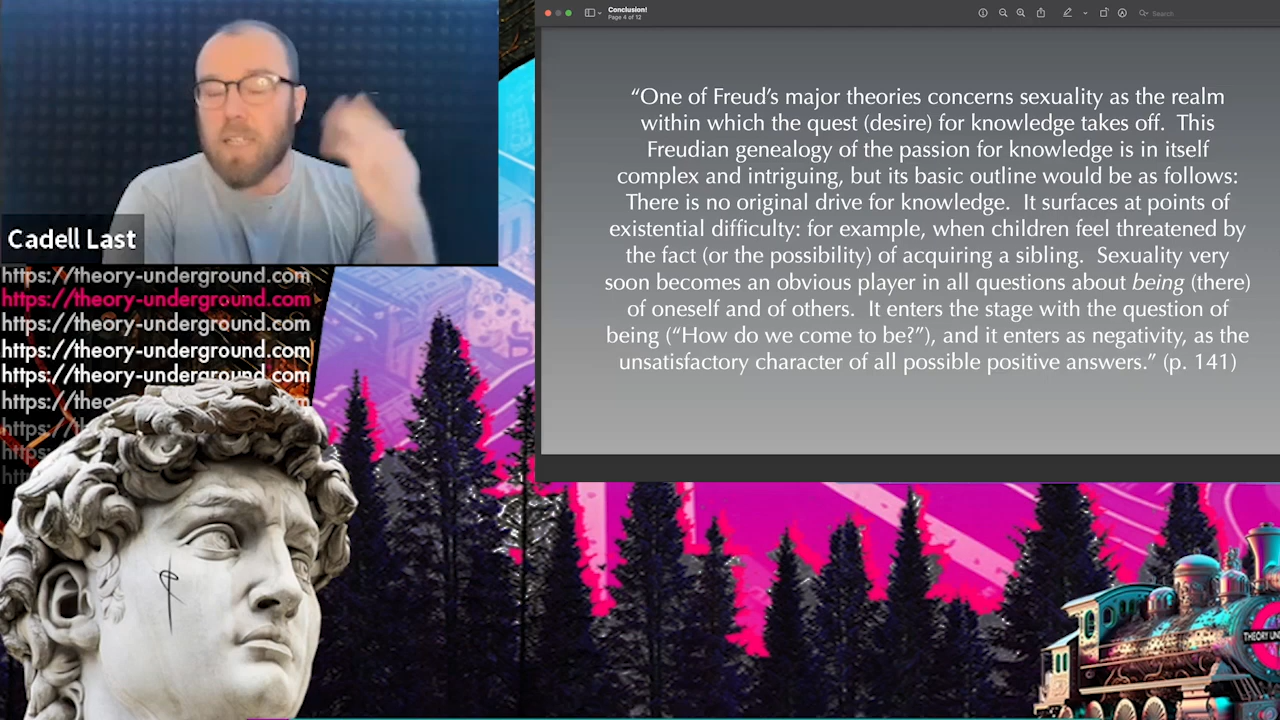 Cadell Last
https://theory-underground.com
https://theory-underground.com
https://theory-underground.com
https://theory-underground.com
https://theory-underground.com
Conclusion!
Page 4 of 12
Search
“One of Freud’s major theories concerns sexuality as the realm
within which the quest (desire) for knowledge takes off. This
Freudian genealogy of the passion for knowledge is in itself
complex and intriguing, but its basic outline would be as follows:
There is no original drive for knowledge. It surfaces at points of
existential difficulty: for example, when children feel threatened by
the fact (or the possibility) of acquiring a sibling. Sexuality very
soon becomes an obvious player in all questions about being (there)
of oneself and of others. It enters the stage with the question of
being (“How do we come to be?”), and it enters as negativity, as the
unsatisfactory character of all possible positive answers.” (p. 141)
THEORY